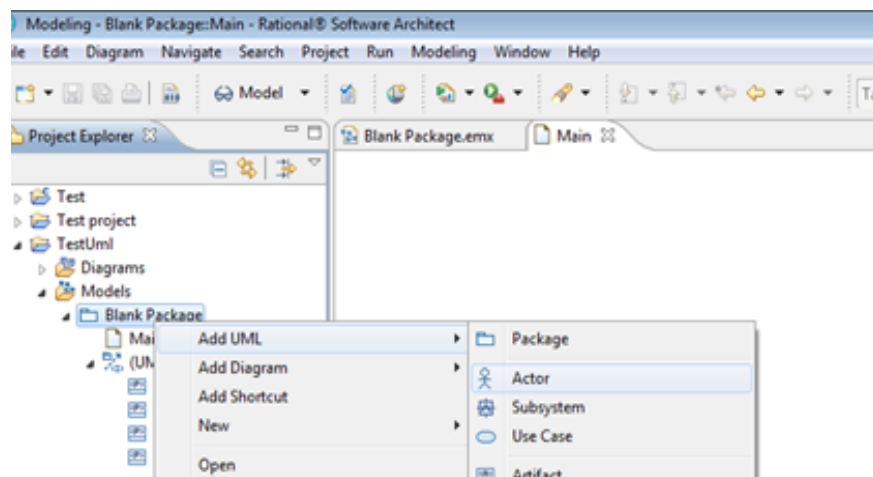 Modeling - Blank Package::Main - Rational® Software Architect
le Edit Diagram Navigate Search Project Run Modeling Window Help
Model
Project Explorer
Blank Package.emx
Main
Test
Test project
TestUml
Diagrams
Models
Blank Package
Mai
(UM
Add UML
Add Diagram
Add Shortcut
New
Open
Package
Actor
Subsystem
Use Case
Artifact